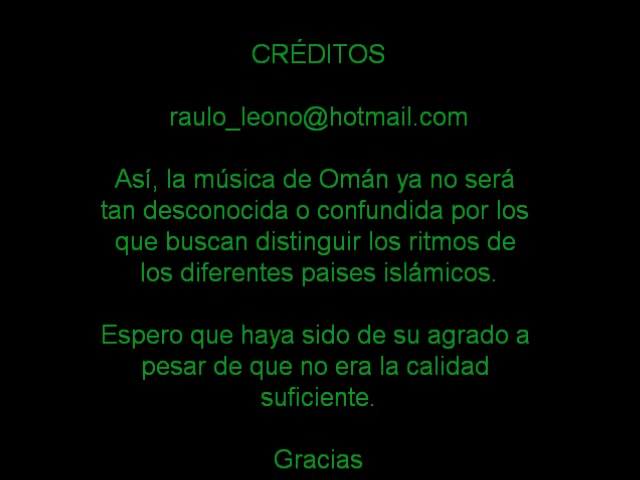 CRÉDITOS
raulo_leono@hotmail.com
Así, la música de Omán ya no será
tan desconocida o confundida por los
que buscan distinguir los ritmos de
los diferentes paises islámicos.
Espero que haya sido de su agrado a
pesar de que no era la calidad
suficiente.
Gracias